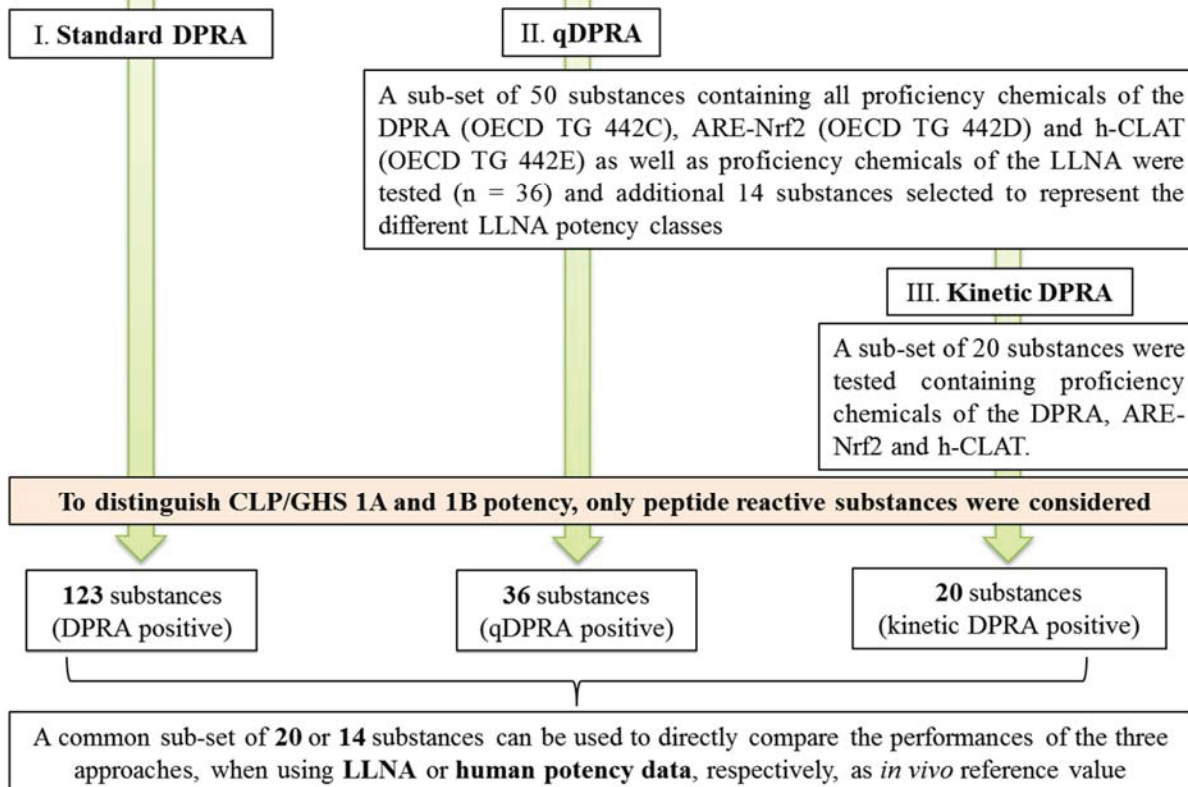 I. Standard DPRA
II. qDPRA
A sub-set of 50 substances containing all proficiency chemicals of the
DPRA (OECD TG 442C), ARE-Nrf2 (OECD TG 442D) and h-CLAT
(OECD TG 442E) as well as proficiency chemicals of the LLNA were
tested (n = 36) and additional 14 substances selected to represent the
different LLNA potency classes
III. Kinetic DPRA
A sub-set of 20 substances were
tested containing proficiency
chemicals of the DPRA, ARE-
Nrf2 and h-CLAT.
To distinguish CLP/GHS 1A and 1B potency, only peptide reactive substances were considered
123 substances
(DPRA positive)
36 substances
(qDPRA positive)
20 substances
(kinetic DPRA positive)
A common sub-set of 20 or 14 substances can be used to directly compare the performances of the three
approaches, when using LLNA or human potency data, respectively, as in vivo reference value